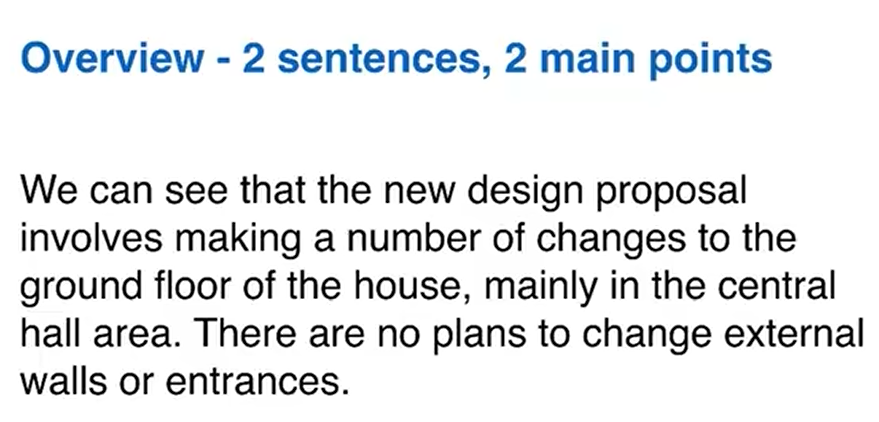 Overview - 2 sentences, 2 main points
We can see that the new design proposal
involves making a number of changes to the
ground floor of the house, mainly in the central
hall area. There are no plans to change external
walls or entrances.